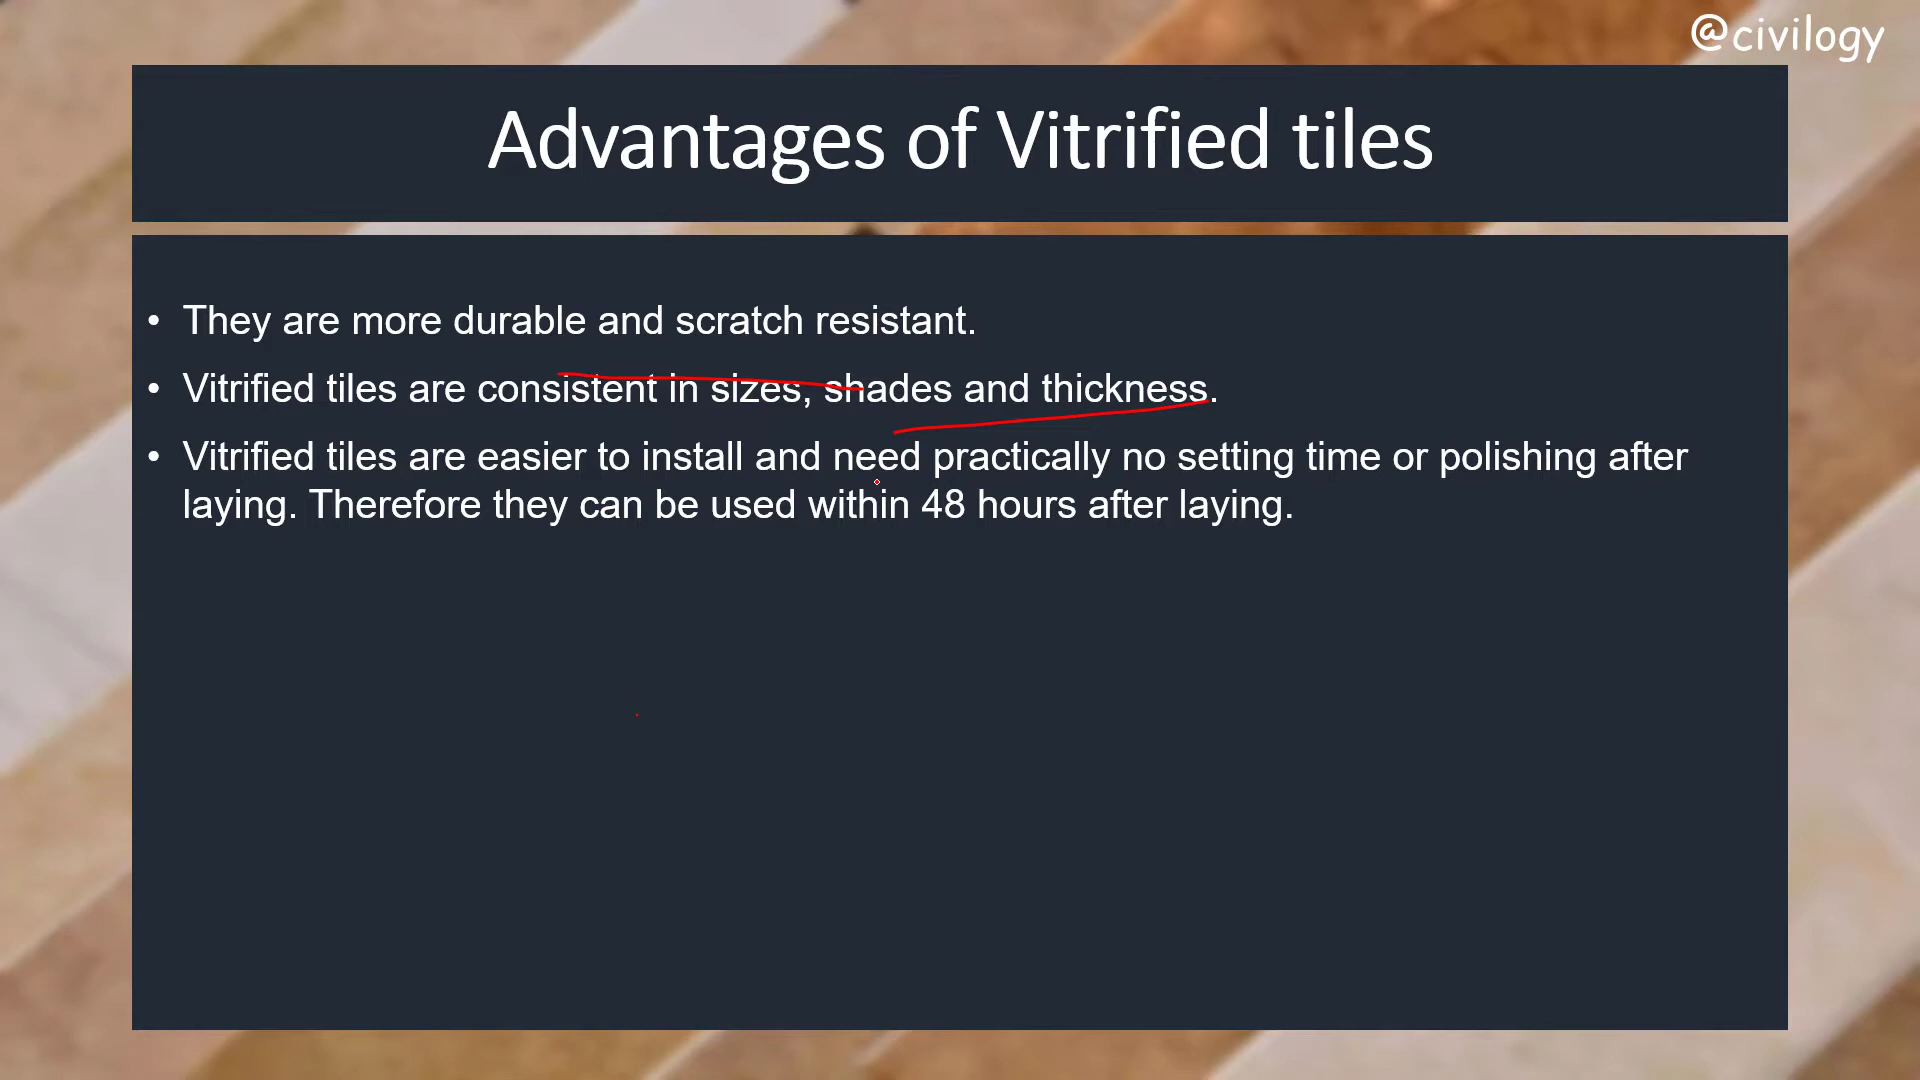 @civilogy
Advantages of Vitrified tiles
• They are more durable and scratch resistant.
• Vitrified tiles are consistent in sizes, shades and thickness.
• Vitrified tiles are easier to install and need practically no setting time or polishing after
laying. Therefore they can be used within 48 hours after laying.